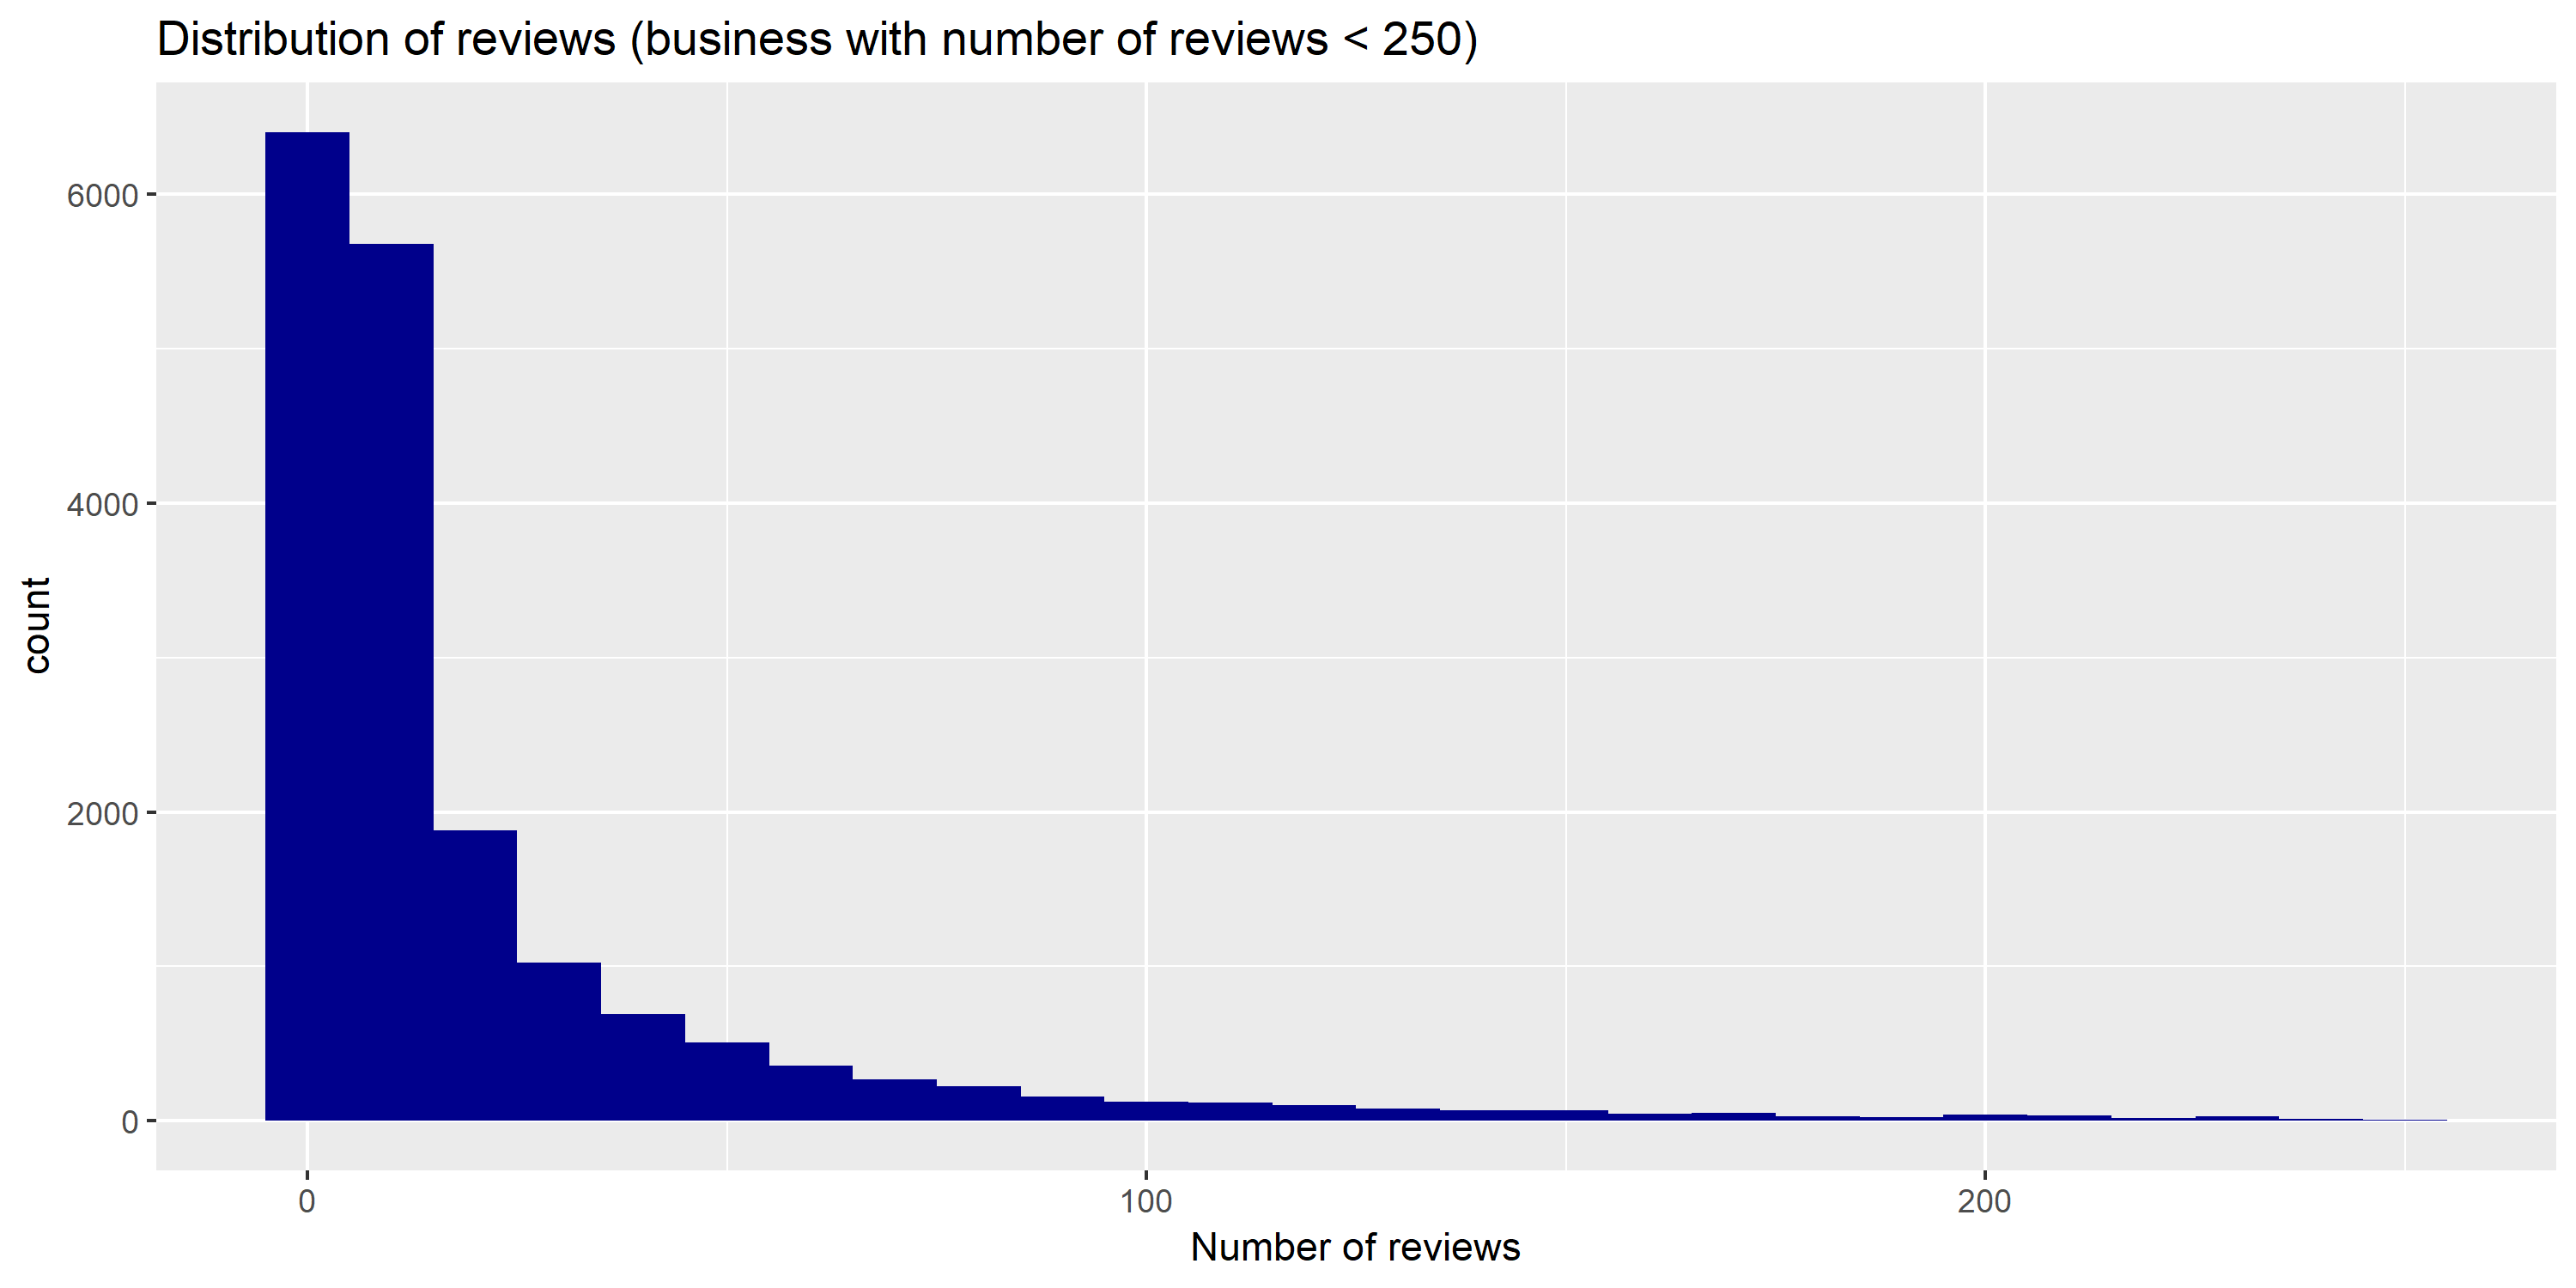 Distribution of reviews (business with number of reviews < 250)
6000
4000
2000
0
count
0
100
200
Number of reviews